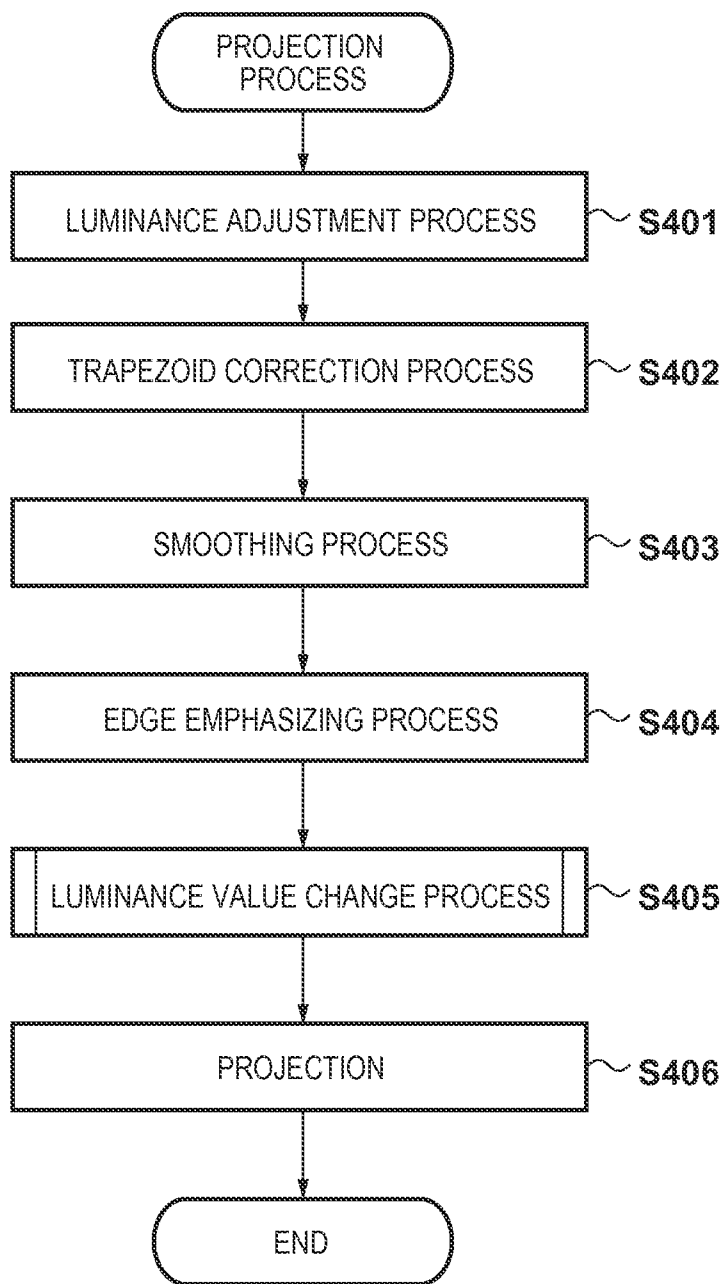 PROJECTION
PROCESS
LUMINANCE ADJUSTMENT PROCESS S401
TRAPEZOID CORRECTION PROCESS S402
SMOOTHING PROCESS S403
EDGE EMPHASIZING PROCESS S404
LUMINANCE VALUE CHANGE PROCESS S405
PROJECTION S406
END